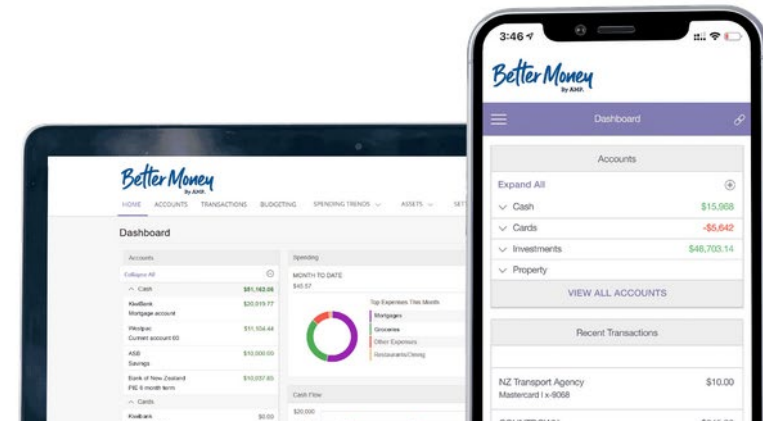 Better Money
By AMP.
HOME ACCOUNTS TRANSACTIONS BUDGETING SPENDING TRENDS ASSETS
Dashboard
Accounts
Collapse All
Cash $51,162.06
KiwiBank $20,019.77
Mortgage account
Westpac $11,104.44
Current account 03
ASB $10,000.00
Savings
Bank of New Zealand $10,037.85
PIE 6 month term
Cards
Kiwibank $0.00
Spending
MONTH TO DATE
$45.57
Top Expenses This Month
Mortgages
Groceries
Other Expenses
Restaurants/Dining
Cash Flow
$20,000
3:46
Better Money
By AMP.
Dashboard
Accounts
Expand All
Cash $15,968
Cards -$5,642
Investments $48,703.14
Property
VIEW ALL ACCOUNTS
Recent Transactions
NZ Transport Agency $10.00
Mastercard | x-9068